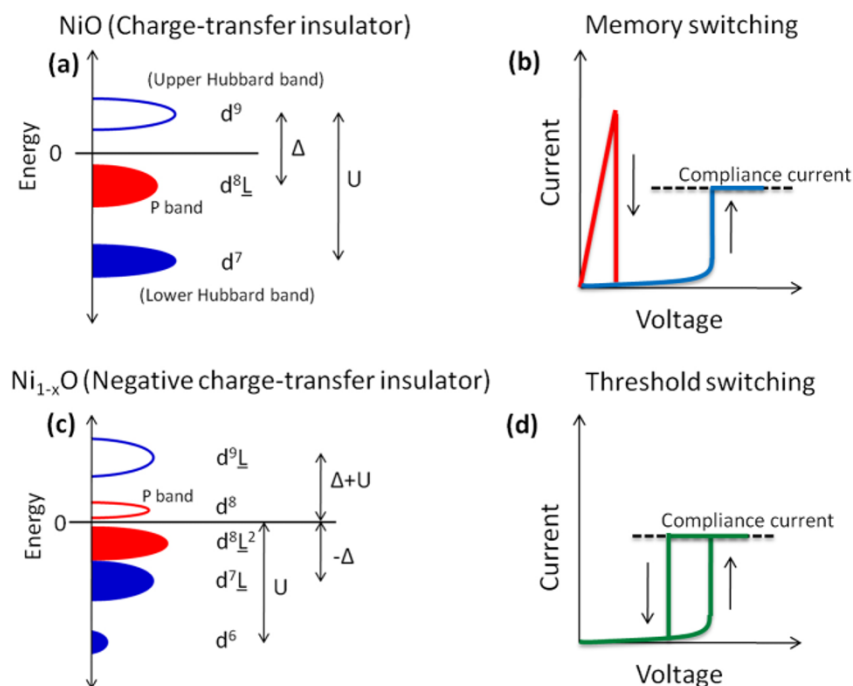 NiO (Charge-transfer insulator)
(a)
(Upper Hubbard band)
d⁹
Energy
0
Δ
d⁸L̲
P band
U
d⁷
(Lower Hubbard band)
Memory switching
(b)
Current
Compliance current
Voltage
Ni₁₋ₓO (Negative charge-transfer insulator)
(c)
d⁹L̲
P band
d⁸
Δ+U
Energy
0
d⁸L̲²
-Δ
d⁷L̲
U
d⁶
Threshold switching
(d)
Current
Compliance current
Voltage